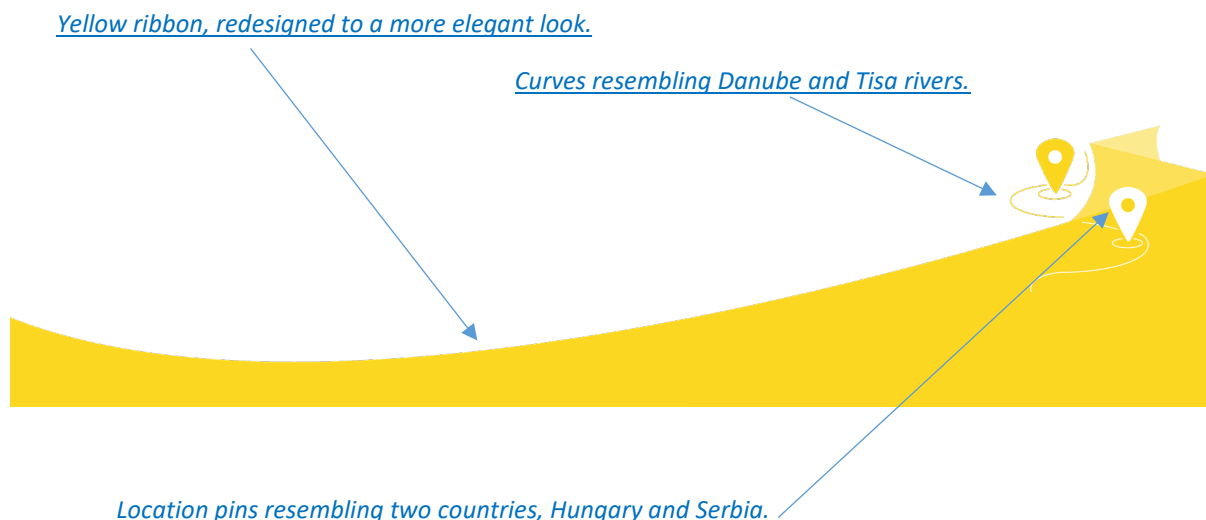 Yellow ribbon, redesigned to a more elegant look.
Curves resembling Danube and Tisa rivers.
Location pins resembling two countries, Hungary and Serbia.